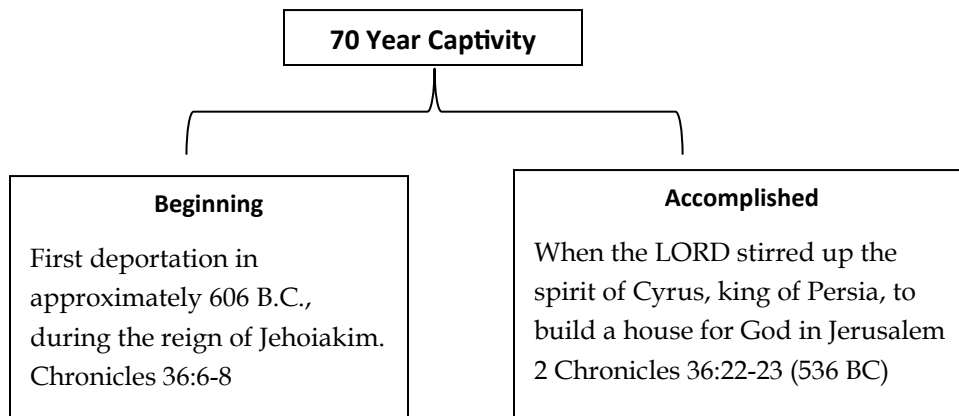 70 Year Captivity
Beginning
First deportation in
approximately 606 B.C.,
during the reign of Jehoiakim.
Chronicles 36:6-8
Accomplished
When the LORD stirred up the
spirit of Cyrus, king of Persia, to
build a house for God in Jerusalem
2 Chronicles 36:22-23 (536 BC)